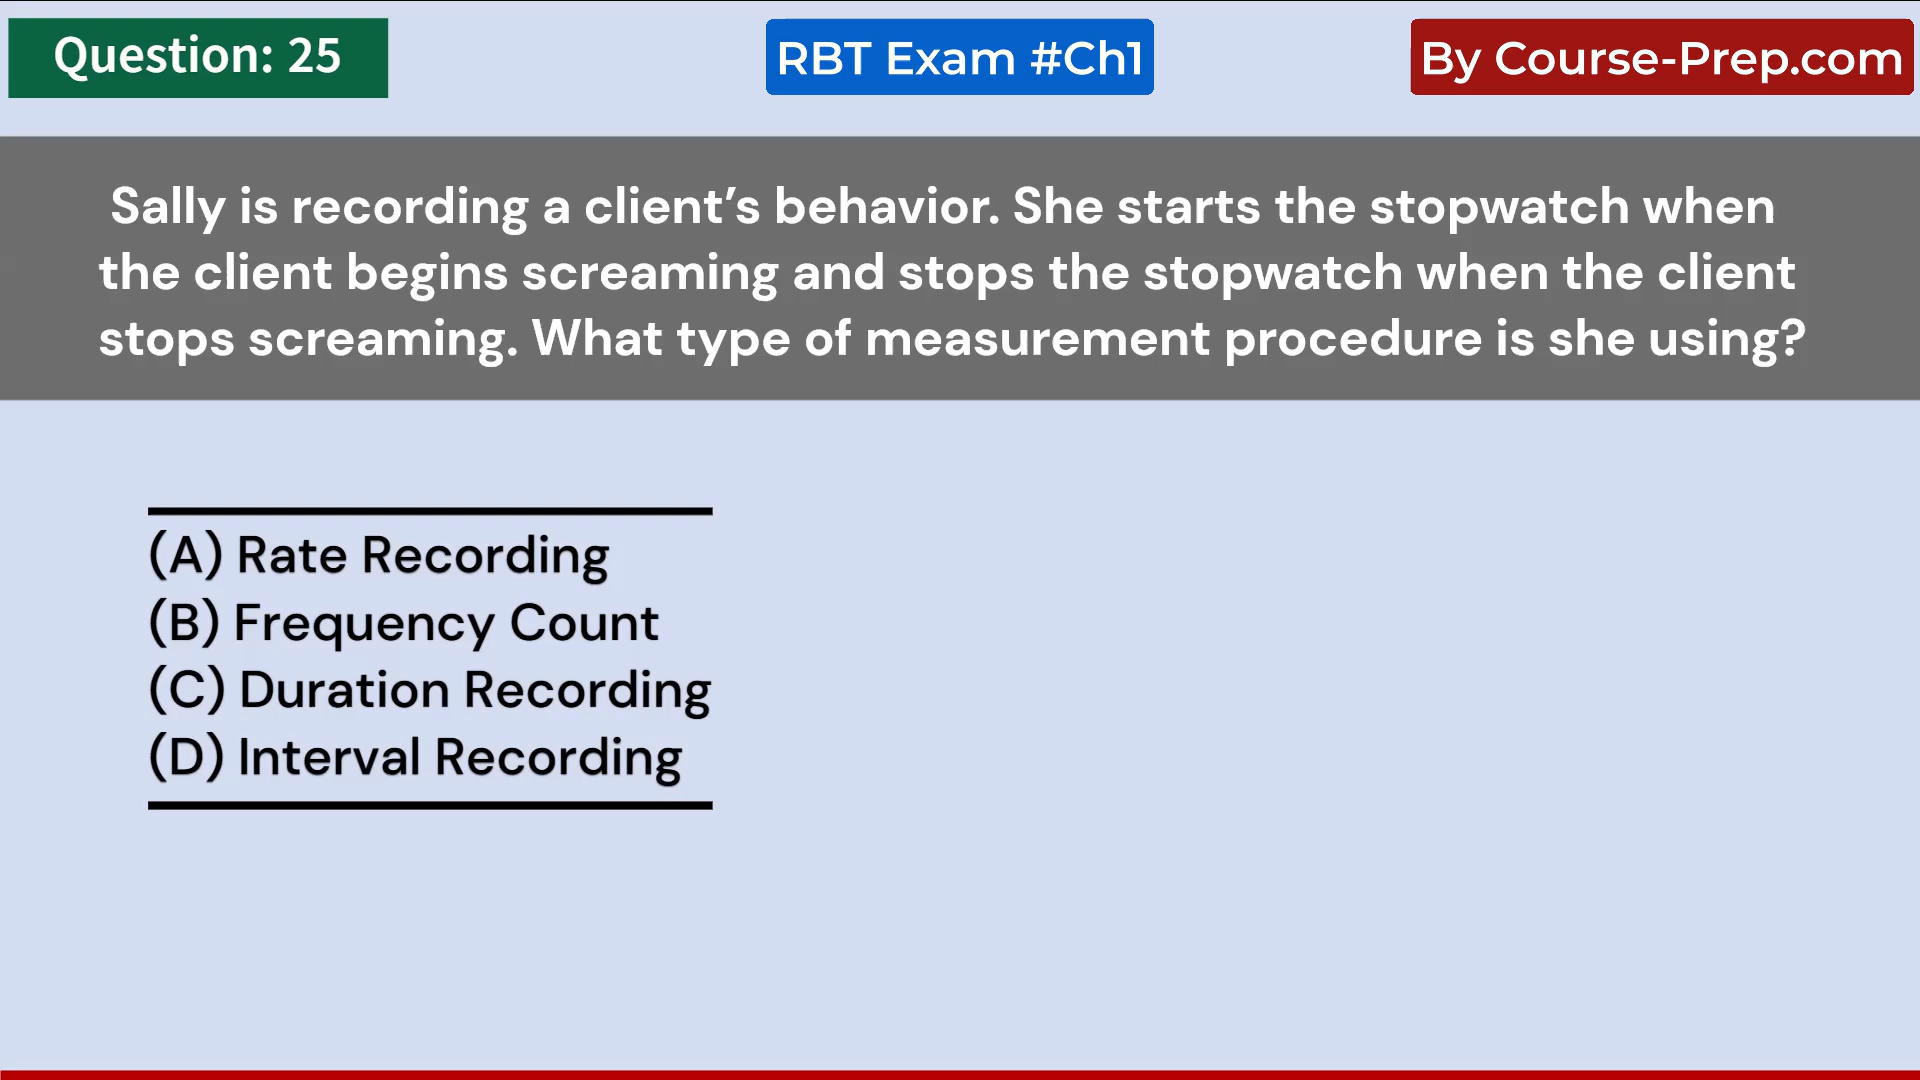 Question: 25
RBT Exam #Ch1
By Course-Prep.com
Sally is recording a client’s behavior. She starts the stopwatch when
the client begins screaming and stops the stopwatch when the client
stops screaming. What type of measurement procedure is she using?
(A) Rate Recording
(B) Frequency Count
(C) Duration Recording
(D) Interval Recording